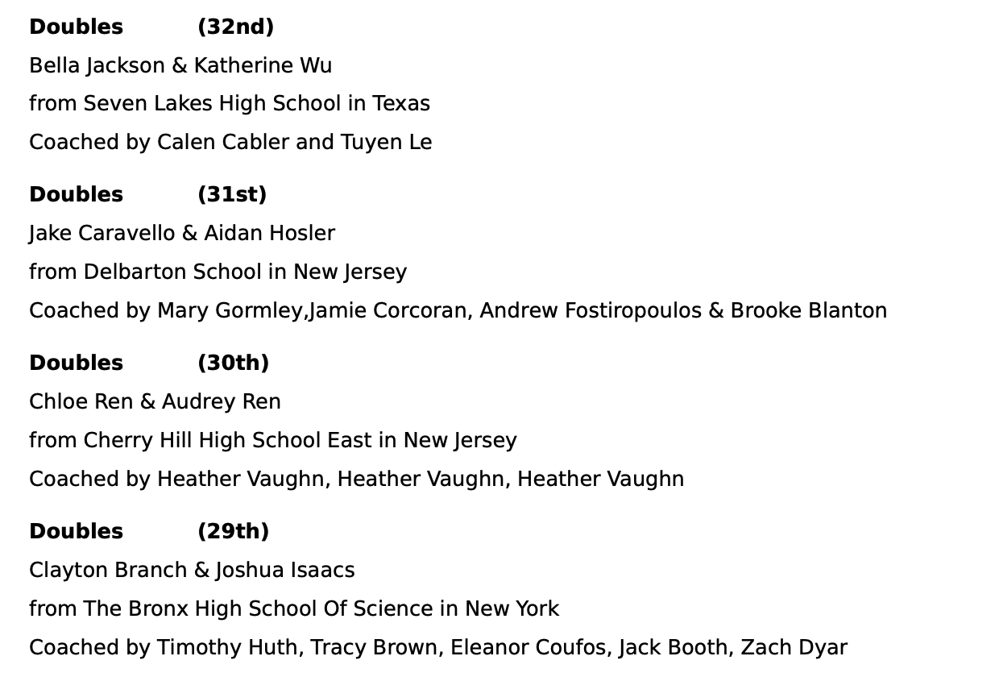 Doubles (32nd)
Bella Jackson & Katherine Wu
from Seven Lakes High School in Texas
Coached by Calen Cabler and Tuyen Le
Doubles (31st)
Jake Caravello & Aidan Hosler
from Delbarton School in New Jersey
Coached by Mary Gormley,Jamie Corcoran, Andrew Fostiropoulos & Brooke Blanton
Doubles (30th)
Chloe Ren & Audrey Ren
from Cherry Hill High School East in New Jersey
Coached by Heather Vaughn, Heather Vaughn, Heather Vaughn
Doubles (29th)
Clayton Branch & Joshua Isaacs
from The Bronx High School Of Science in New York
Coached by Timothy Huth, Tracy Brown, Eleanor Coufos, Jack Booth, Zach Dyar